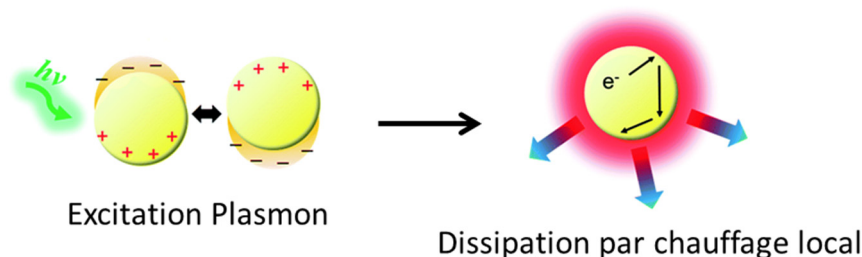 hν
− − − −
+ + + +
+ + + +
− − − −
e-
Excitation Plasmon
Dissipation par chauffage local